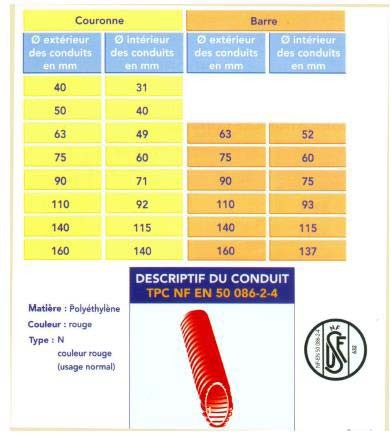 Couronne Barre
Ø extérieur Ø intérieur Ø extérieur Ø intérieur
des conduits des conduits des conduits des conduits
en mm en mm en mm en mm
40 31
50 40
63 49 63 52
75 60 75 60
90 71 90 75
110 92 110 93
140 115 140 115
160 140 160 137
DESCRIPTIF DU CONDUIT
TPC NF EN 50 086-2-4
Matière : Polyéthylène
Couleur : rouge
Type : N
couleur rouge
(usage normal)
NF-EN 50 086-2-4
NF
632